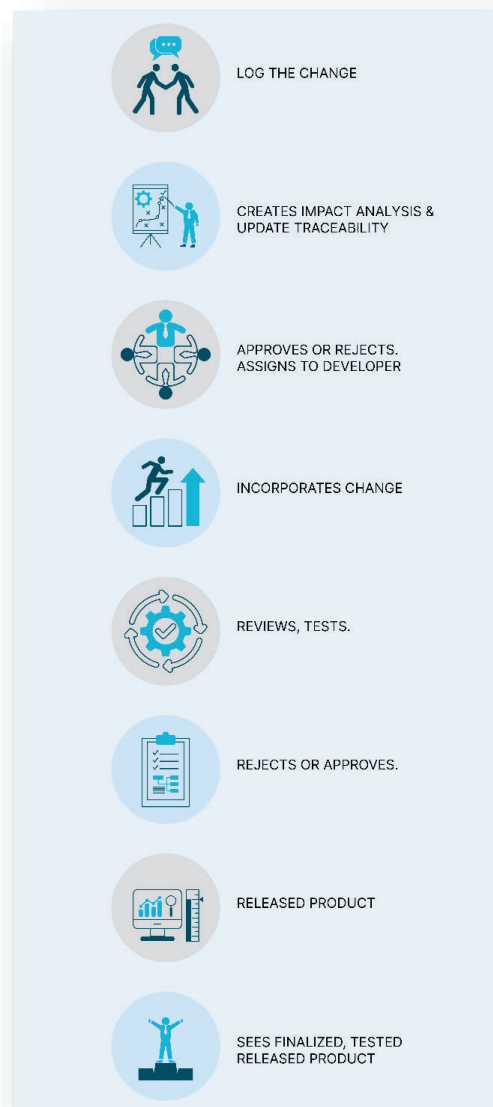 LOG THE CHANGE
CREATES IMPACT ANALYSIS &
UPDATE TRACEABILITY
APPROVES OR REJECTS.
ASSIGNS TO DEVELOPER
INCORPORATES CHANGE
REVIEWS, TESTS.
REJECTS OR APPROVES.
RELEASED PRODUCT
SEES FINALIZED, TESTED
RELEASED PRODUCT